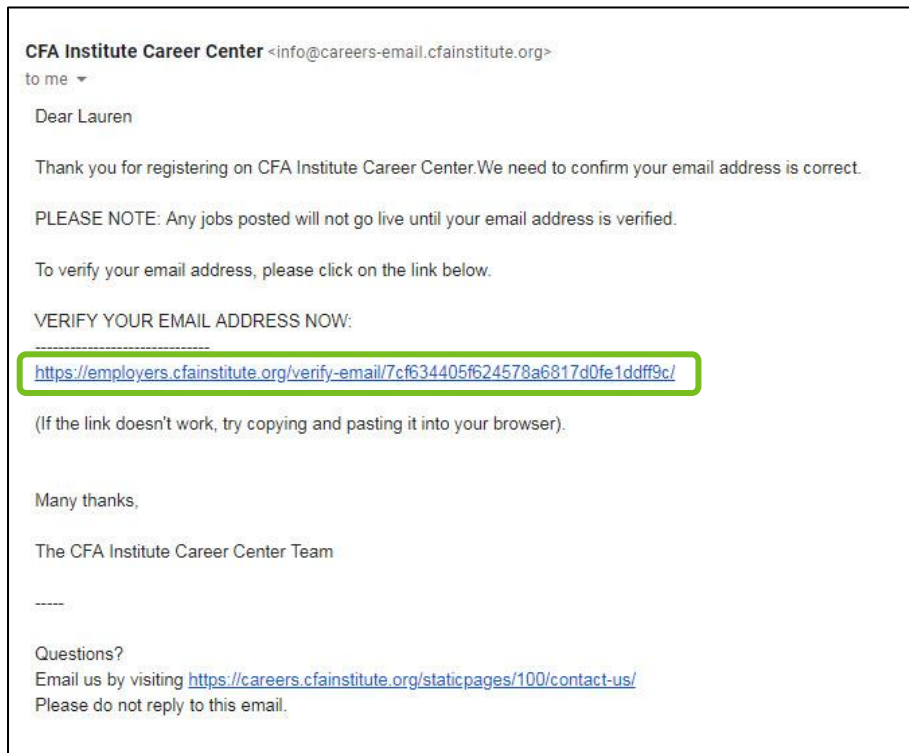 CFA Institute Career Center <info@careers-email.cfainstitute.org>
to me
Dear Lauren
Thank you for registering on CFA Institute Career Center.We need to confirm your email address is correct.
PLEASE NOTE: Any jobs posted will not go live until your email address is verified.
To verify your email address, please click on the link below.
VERIFY YOUR EMAIL ADDRESS NOW:
------------------------------
https://employers.cfainstitute.org/verify-email/7cf634405f624578a6817d0fe1ddff9c/
(If the link doesn't work, try copying and pasting it into your browser).
Many thanks,
The CFA Institute Career Center Team
-----
Questions?
Email us by visiting https://careers.cfainstitute.org/staticpages/100/contact-us/
Please do not reply to this email.